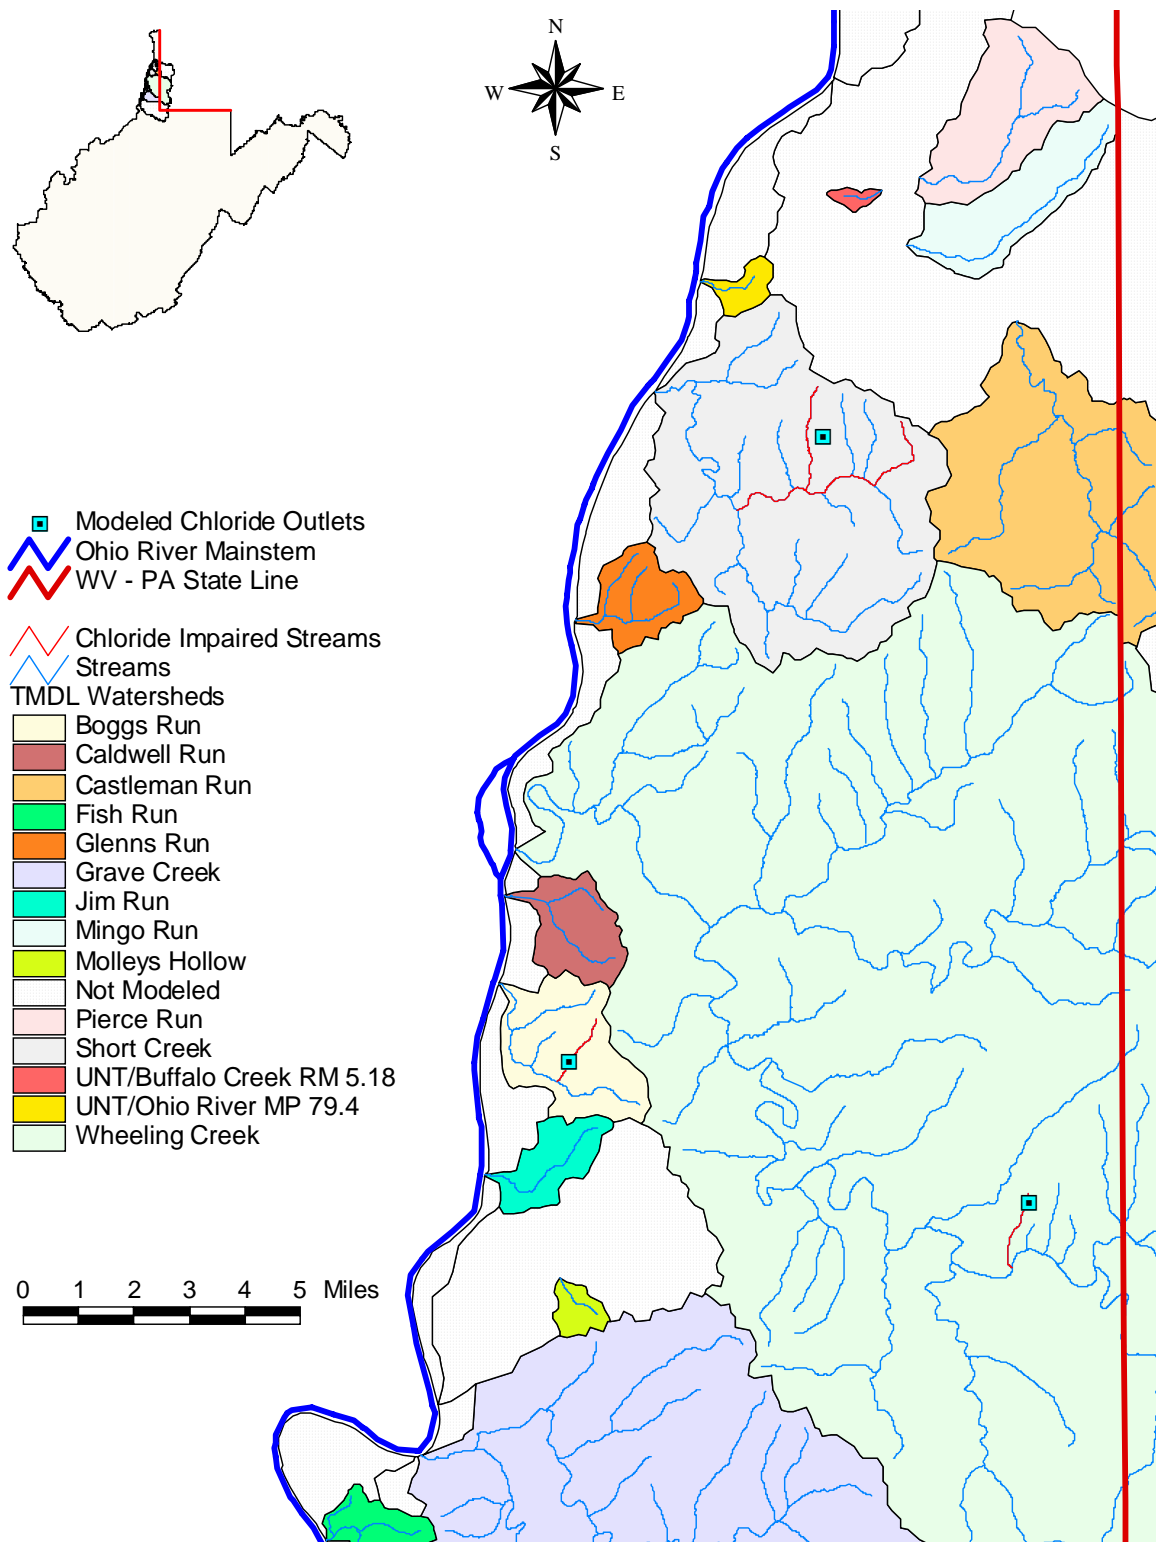 N
W
E
S
Modeled Chloride Outlets
Ohio River Mainstem
WV - PA State Line
Chloride Impaired Streams
Streams
TMDL Watersheds
Boggs Run
Caldwell Run
Castleman Run
Fish Run
Glenns Run
Grave Creek
Jim Run
Mingo Run
Molleys Hollow
Not Modeled
Pierce Run
Short Creek
UNT/Buffalo Creek RM 5.18
UNT/Ohio River MP 79.4
Wheeling Creek
0 1 2 3 4 5 Miles